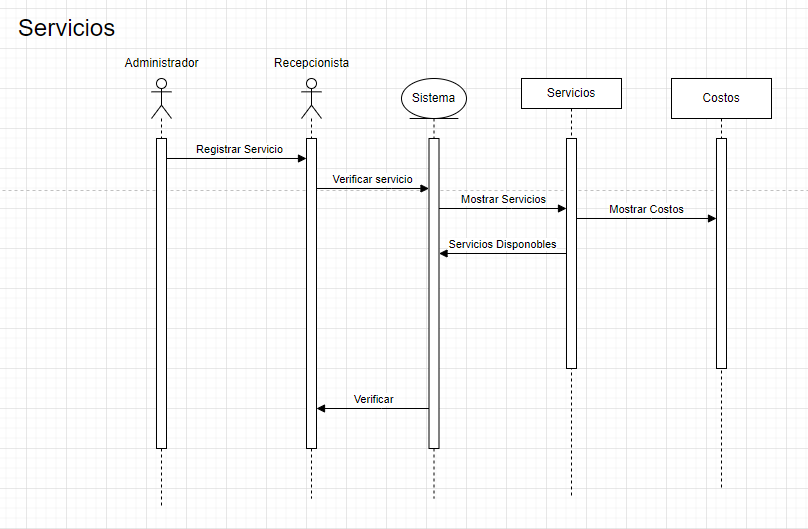 Servicios
Administrador
Recepcionista
Sistema
Servicios
Costos
Registrar Servicio
Verificar servicio
Mostrar Servicios
Mostrar Costos
Servicios Disponobles
Verificar